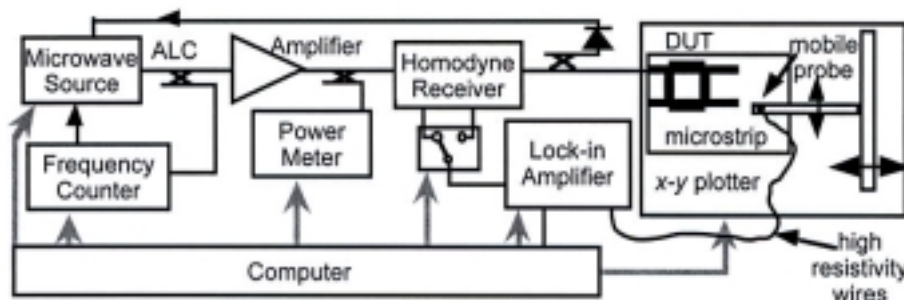 Microwave
Source
ALC
Amplifier
Homodyne
Receiver
DUT
mobile
probe
microstrip
x-y plotter
Frequency
Counter
Power
Meter
Lock-in
Amplifier
Computer
high
resistivity
wires